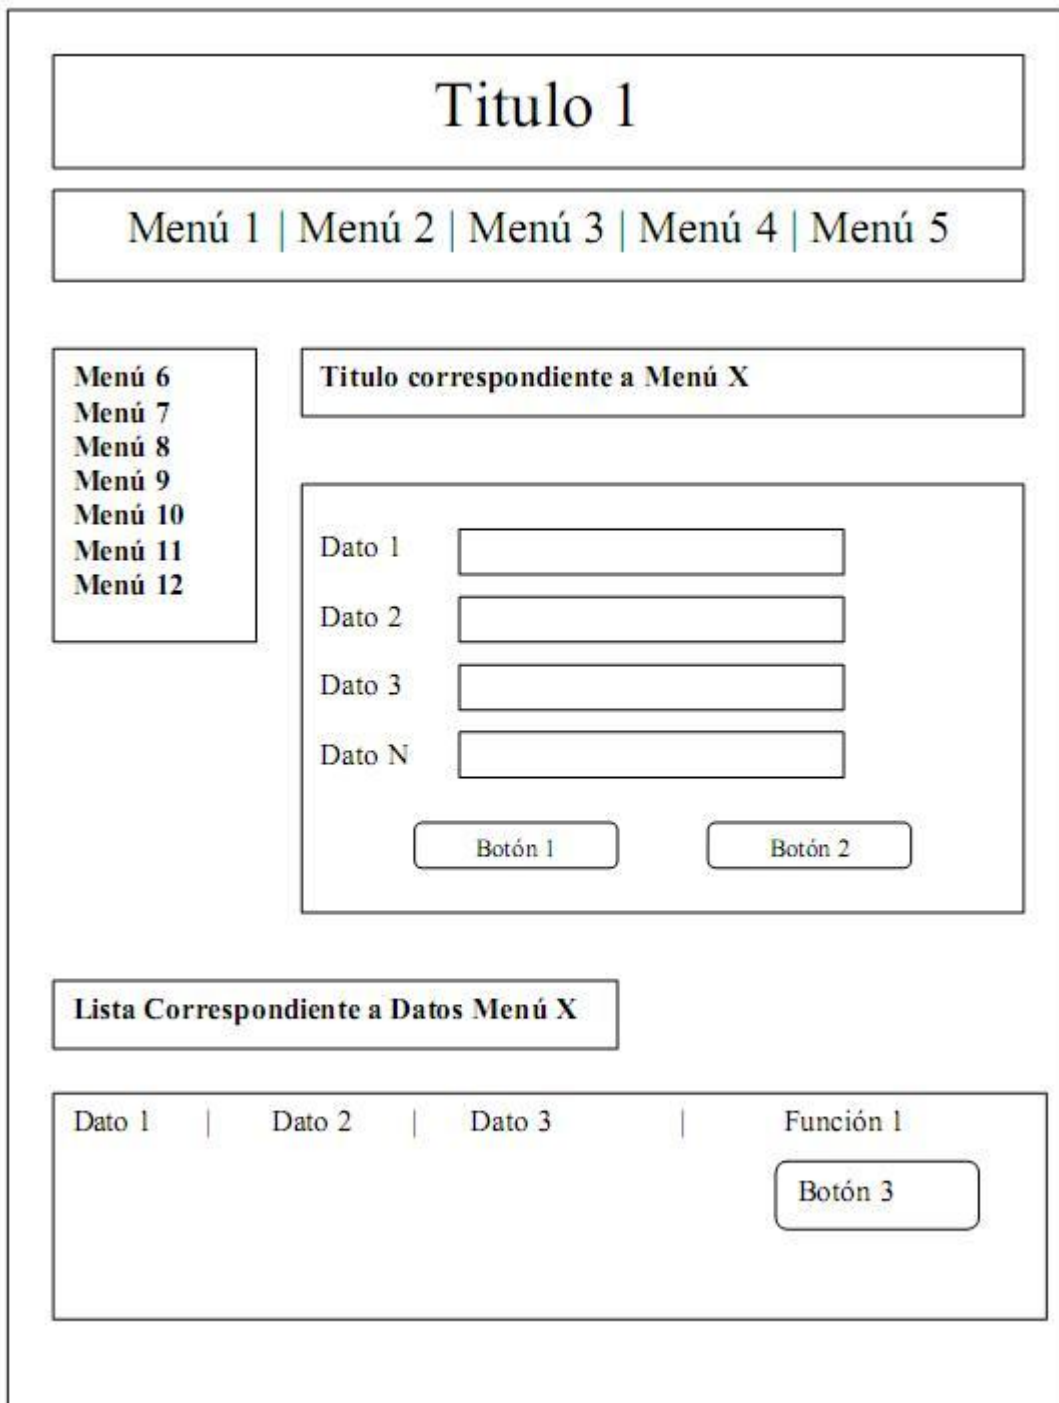 Titulo 1
Menú 1 | Menú 2 | Menú 3 | Menú 4 | Menú 5
Menú 6
Menú 7
Menú 8
Menú 9
Menú 10
Menú 11
Menú 12
Titulo correspondiente a Menú X
Dato 1
Dato 2
Dato 3
Dato N
Botón 1 Botón 2
Lista Correspondiente a Datos Menú X
Dato 1 | Dato 2 | Dato 3 | Función 1
Botón 3